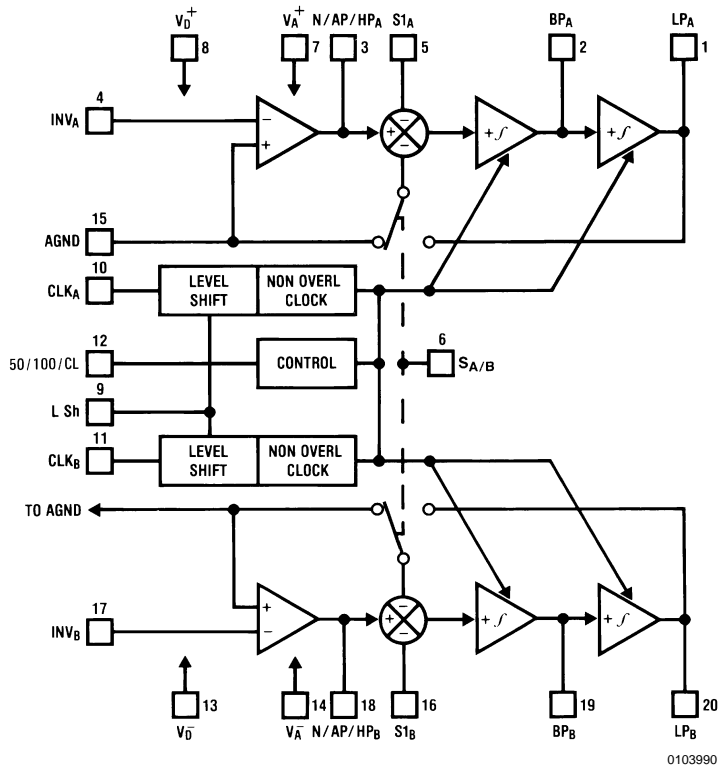 V_D^+ V_A^+ N/AP/HP_A S1_A BP_A LP_A
8 7 3 5 2 1
4
INV_A − + + − − + ∫ + ∫
15
AGND
10
CLK_A LEVEL SHIFT NON OVERL CLOCK
12 6
50/100/CL CONTROL S_A/B
9
L Sh
11
CLK_B LEVEL SHIFT NON OVERL CLOCK
TO AGND
17
INV_B + − + − − + ∫ + ∫
13 14 18 16 19 20
V_D^− V_A^− N/AP/HP_B S1_B BP_B LP_B
0103990